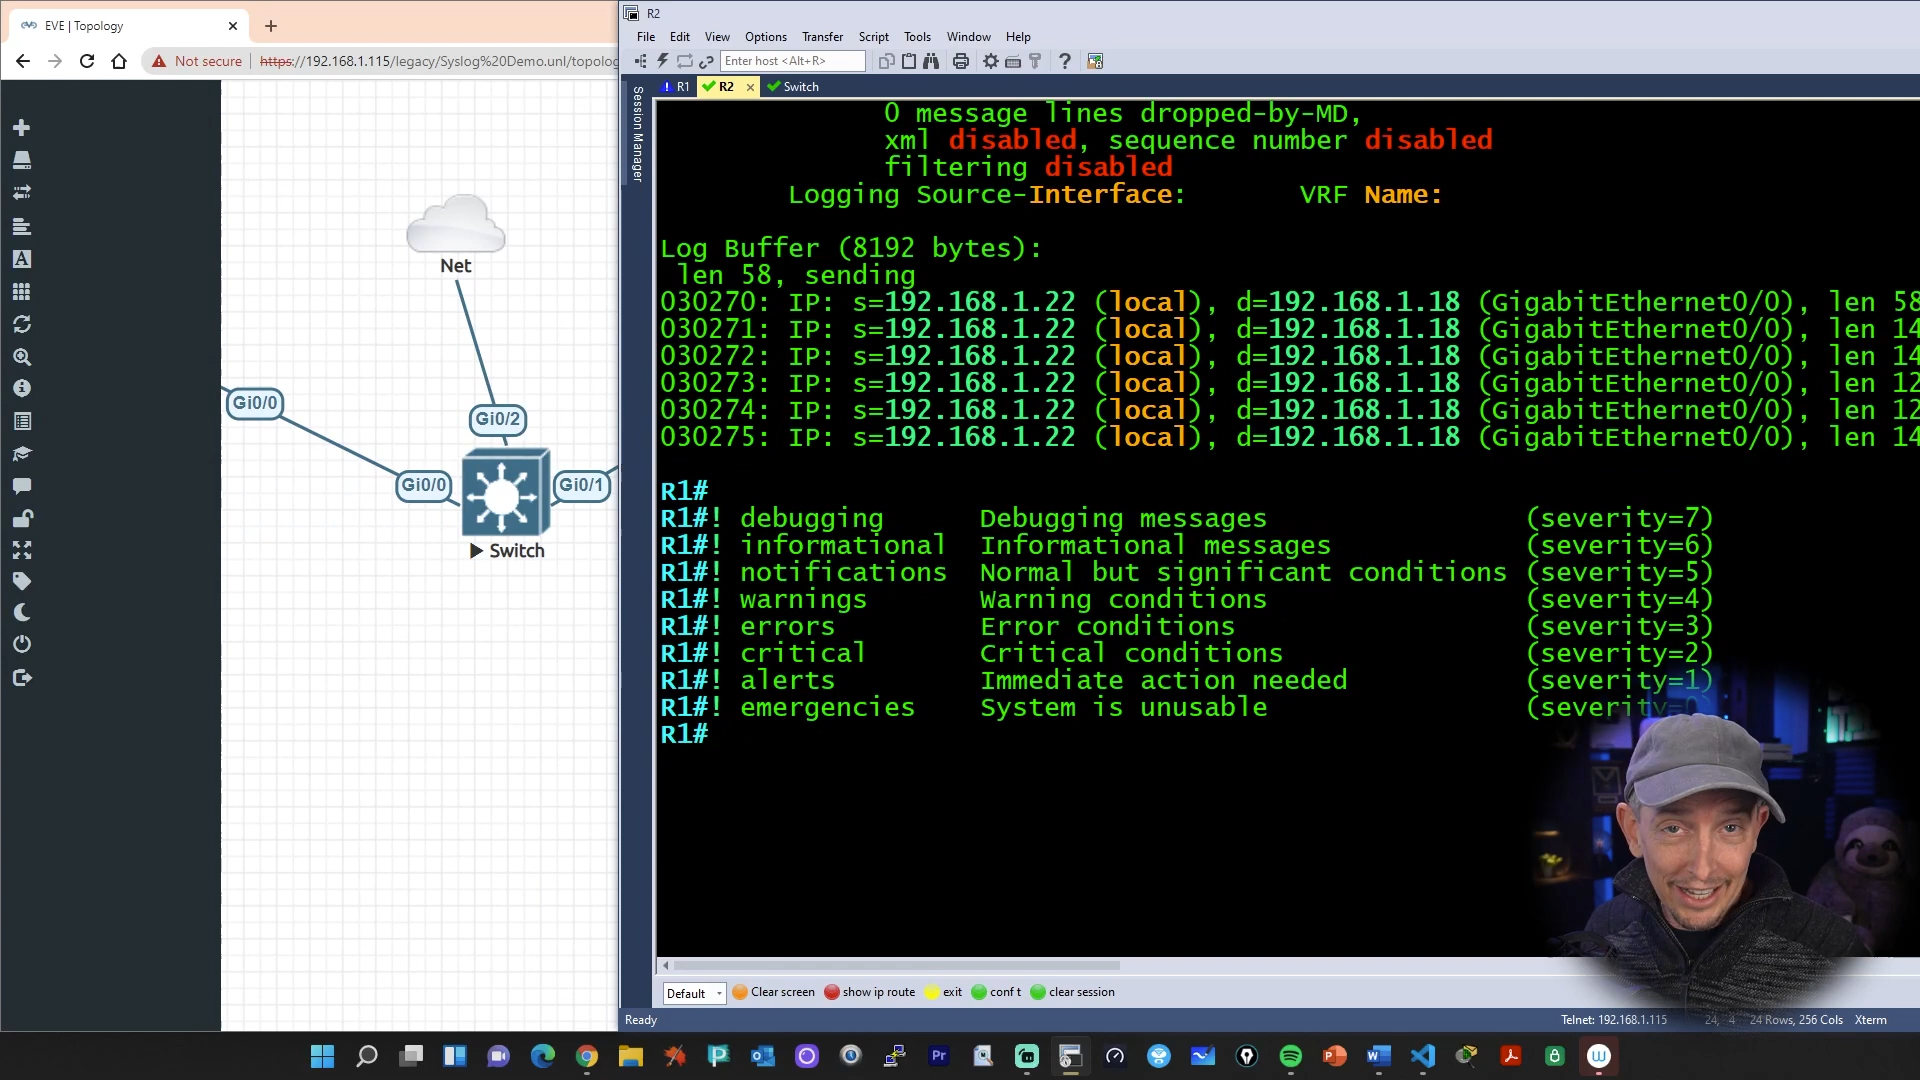 EVE | Topology
Not secure
https://192.168.1.115/legacy/Syslog%20Demo.unl/topolog
Net
Gi0/0
Gi0/2
Gi0/0
Gi0/1
Switch
R2
File Edit View Options Transfer Script Tools Window Help
Enter host <Alt+R>
R1 R2 Switch
Session Manager
0 message lines dropped-by-MD,
xml disabled, sequence number disabled
filtering disabled
Logging Source-Interface: VRF Name:
Log Buffer (8192 bytes):
len 58, sending
030270: IP: s=192.168.1.22 (local), d=192.168.1.18 (GigabitEthernet0/0), len 58
030271: IP: s=192.168.1.22 (local), d=192.168.1.18 (GigabitEthernet0/0), len 14
030272: IP: s=192.168.1.22 (local), d=192.168.1.18 (GigabitEthernet0/0), len 14
030273: IP: s=192.168.1.22 (local), d=192.168.1.18 (GigabitEthernet0/0), len 12
030274: IP: s=192.168.1.22 (local), d=192.168.1.18 (GigabitEthernet0/0), len 12
030275: IP: s=192.168.1.22 (local), d=192.168.1.18 (GigabitEthernet0/0), len 14
R1#
R1#! debugging Debugging messages (severity=7)
R1#! informational Informational messages (severity=6)
R1#! notifications Normal but significant conditions (severity=5)
R1#! warnings Warning conditions (severity=4)
R1#! errors Error conditions (severity=3)
R1#! critical Critical conditions (severity=2)
R1#! alerts Immediate action needed (severity=1)
R1#! emergencies System is unusable (severity=0
R1#
Default Clear screen show ip route exit conf t clear session
Ready Telnet: 192.168.1.115 24, 4 24 Rows, 256 Cols Xterm